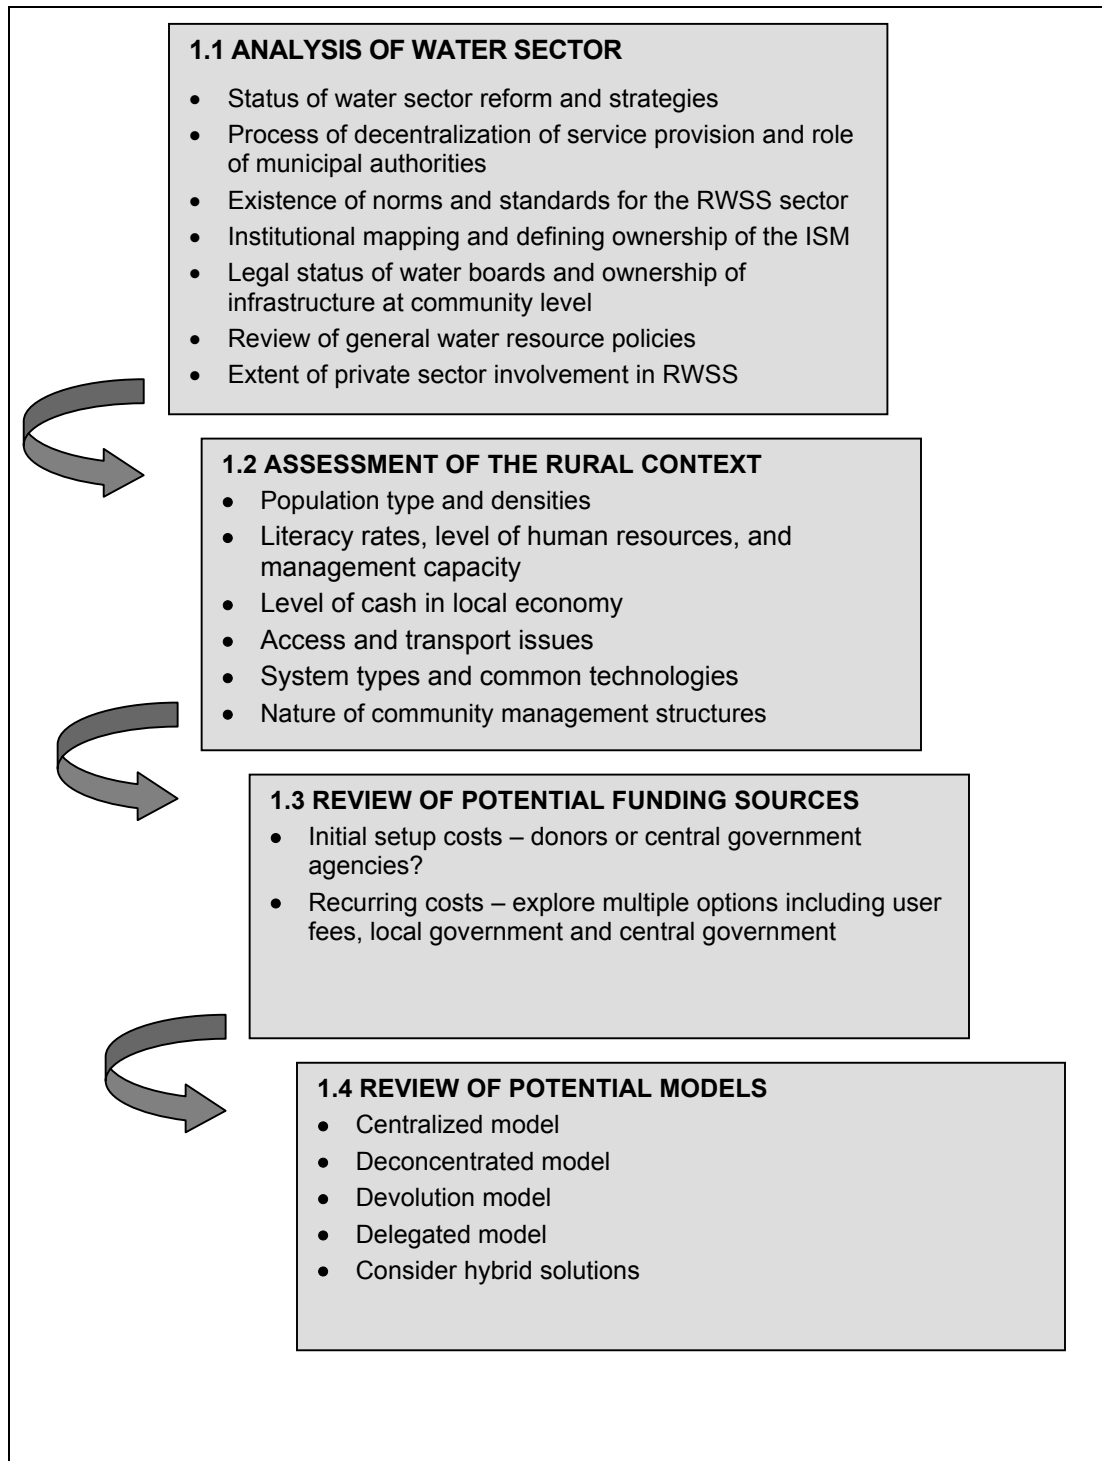 1.1 ANALYSIS OF WATER SECTOR
• Status of water sector reform and strategies
• Process of decentralization of service provision and role
of municipal authorities
• Existence of norms and standards for the RWSS sector
• Institutional mapping and defining ownership of the ISM
• Legal status of water boards and ownership of
infrastructure at community level
• Review of general water resource policies
• Extent of private sector involvement in RWSS
1.2 ASSESSMENT OF THE RURAL CONTEXT
• Population type and densities
• Literacy rates, level of human resources, and
management capacity
• Level of cash in local economy
• Access and transport issues
• System types and common technologies
• Nature of community management structures
1.3 REVIEW OF POTENTIAL FUNDING SOURCES
• Initial setup costs – donors or central government
agencies?
• Recurring costs – explore multiple options including user
fees, local government and central government
1.4 REVIEW OF POTENTIAL MODELS
• Centralized model
• Deconcentrated model
• Devolution model
• Delegated model
• Consider hybrid solutions